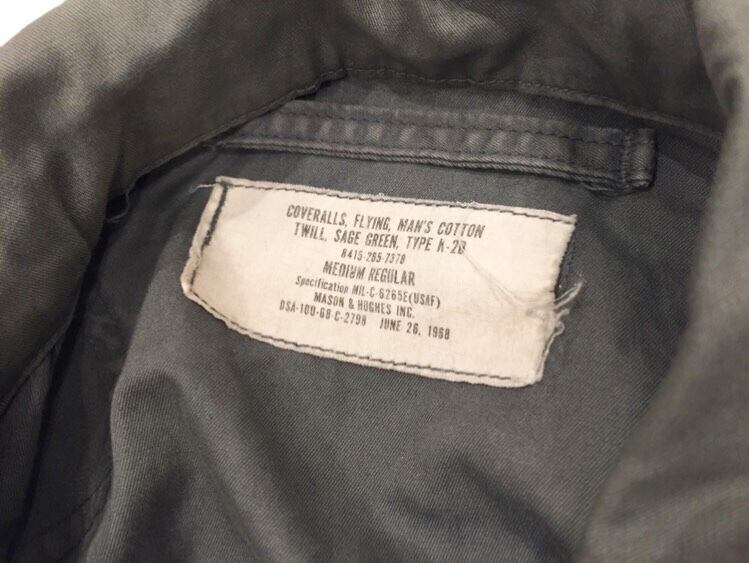 COVERALLS, FLYING, MAN'S COTTON
TWILL, SAGE GREEN, TYPE K-2B
8415-265-7378
MEDIUM REGULAR
Specification MIL-C-6265E(USAF)
MASON & HUGHES INC.
DSA-100-68-C-2798 JUNE 26, 1968